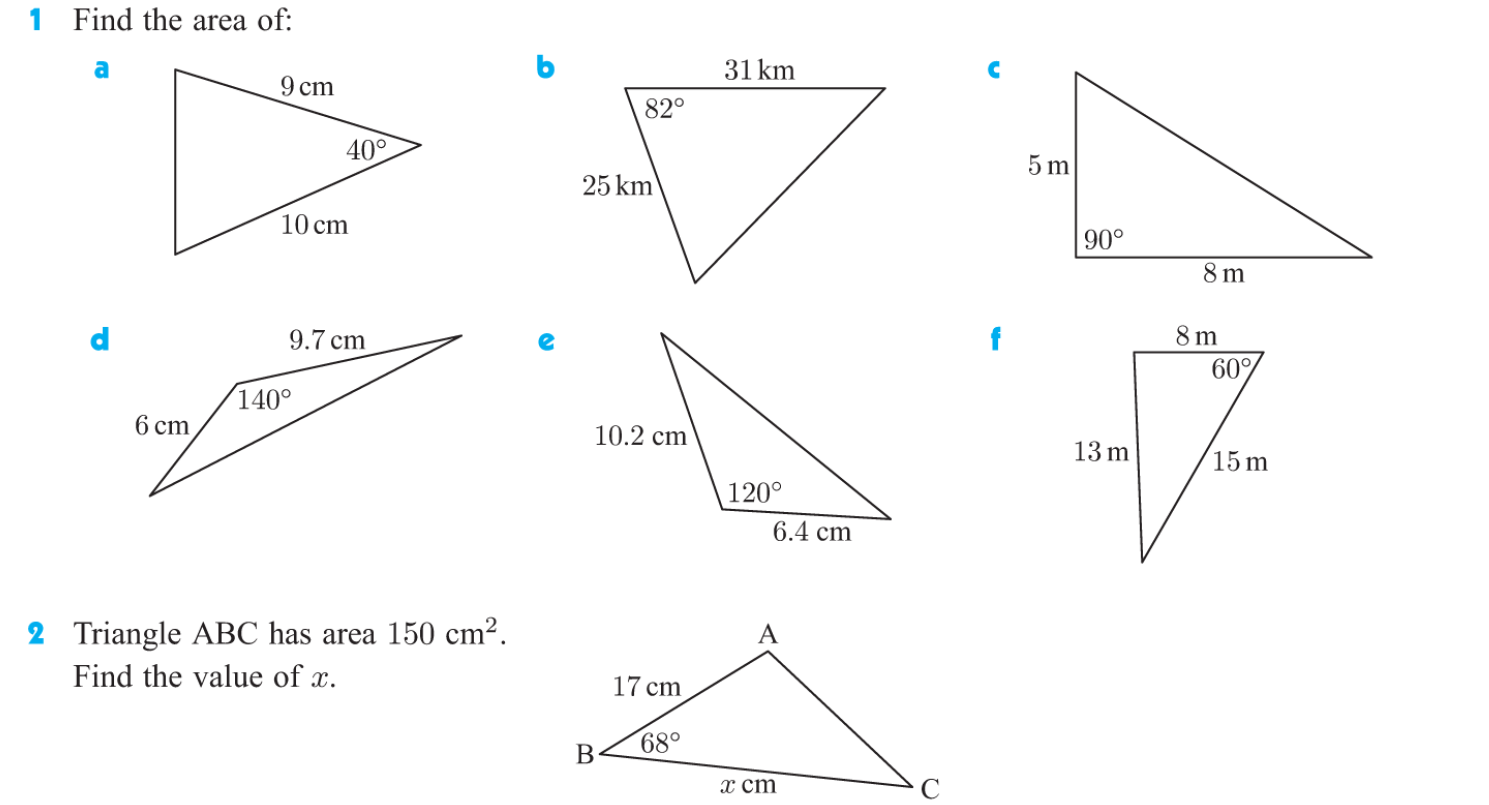 1 Find the area of:
a
9 cm
40°
10 cm
b
31 km
82°
25 km
c
5 m
90°
8 m
d
9.7 cm
140°
6 cm
e
10.2 cm
120°
6.4 cm
f
8 m
60°
13 m
15 m
2 Triangle ABC has area 150 cm².
Find the value of x.
A
17 cm
B
68°
x cm
C